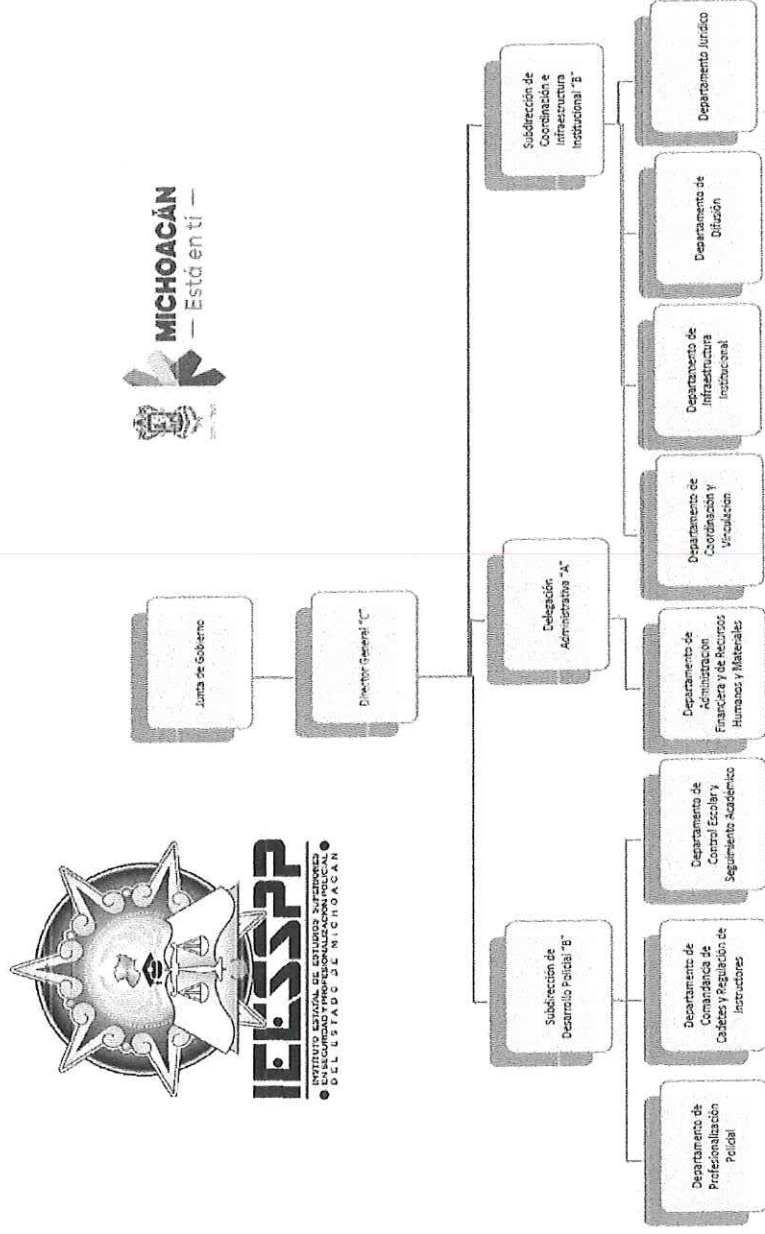 IEESSPP
INSTITUTO ESTATAL DE ESTUDIOS SUPERIORES
EN SEGURIDAD Y PROFESIONALIZACIÓN POLICIAL
DEL ESTADO DE MICHOACÁN
MICHOACÁN
— Está en ti —
Junta de Gobierno
Director General "C"
Subdirección de
Desarrollo Policial "B"
Delegación
Administrativa "A"
Subdirección de
Coordinación e
Infraestructura
Institucional "B"
Departamento de
Profesionalización
Policial
Departamento de
Comandancia de
Cadetes y Regulación de
Instructores
Departamento de
Control Escolar y
Seguimiento Académico
Departamento de
Administración
Financiera y de Recursos
Humanos y Materiales
Departamento de
Coordinación y
Vinculación
Departamento de
Infraestructura
Institucional
Departamento de
Difusión
Departamento Jurídico